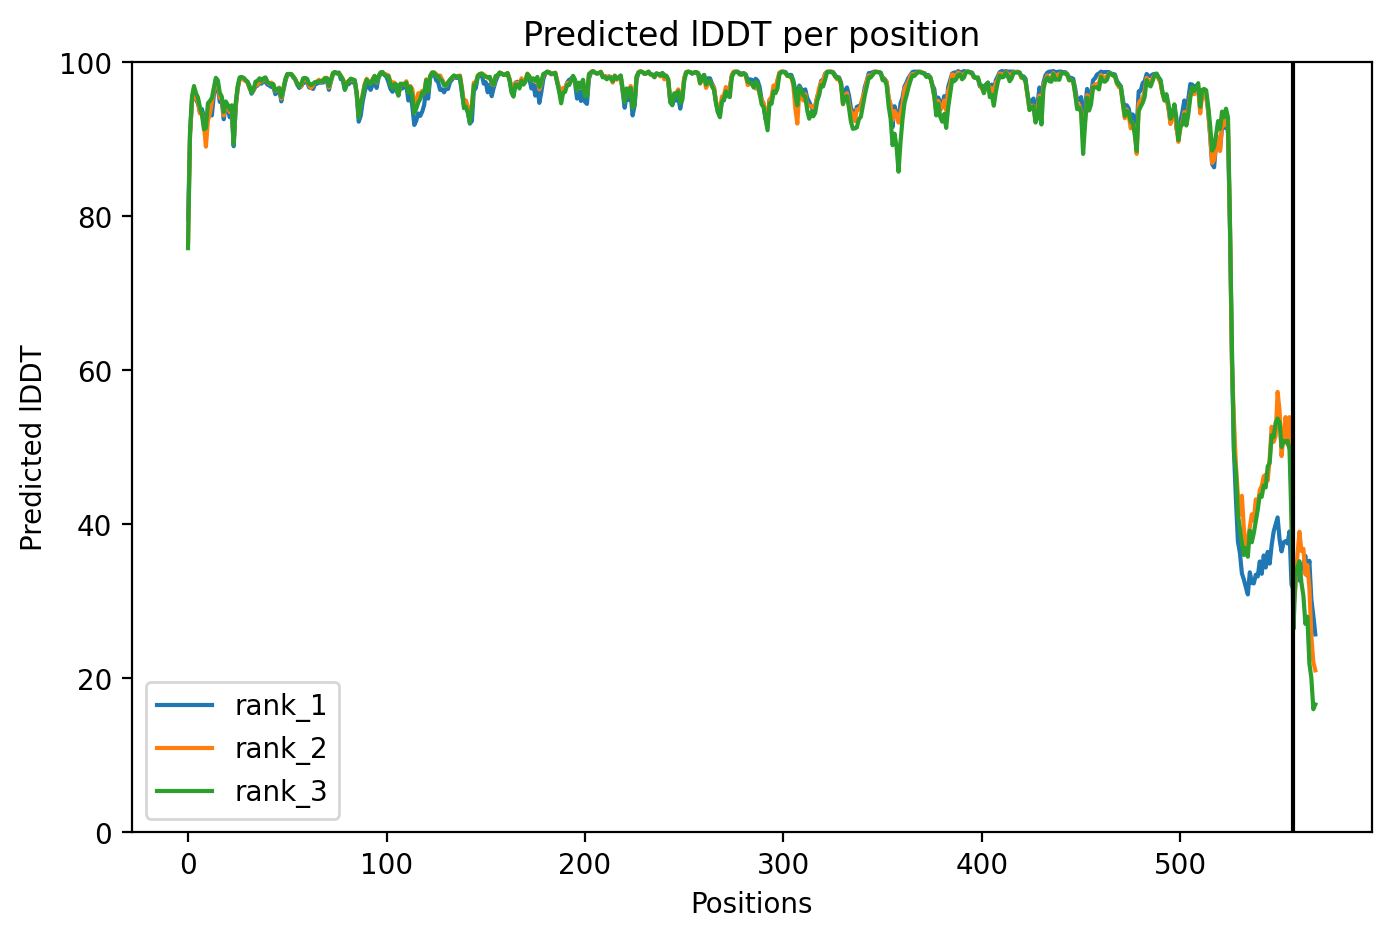 Predicted lDDT per position
100
80
60
40
20
0
Predicted lDDT
rank_1
rank_2
rank_3
0 100 200 300 400 500
Positions